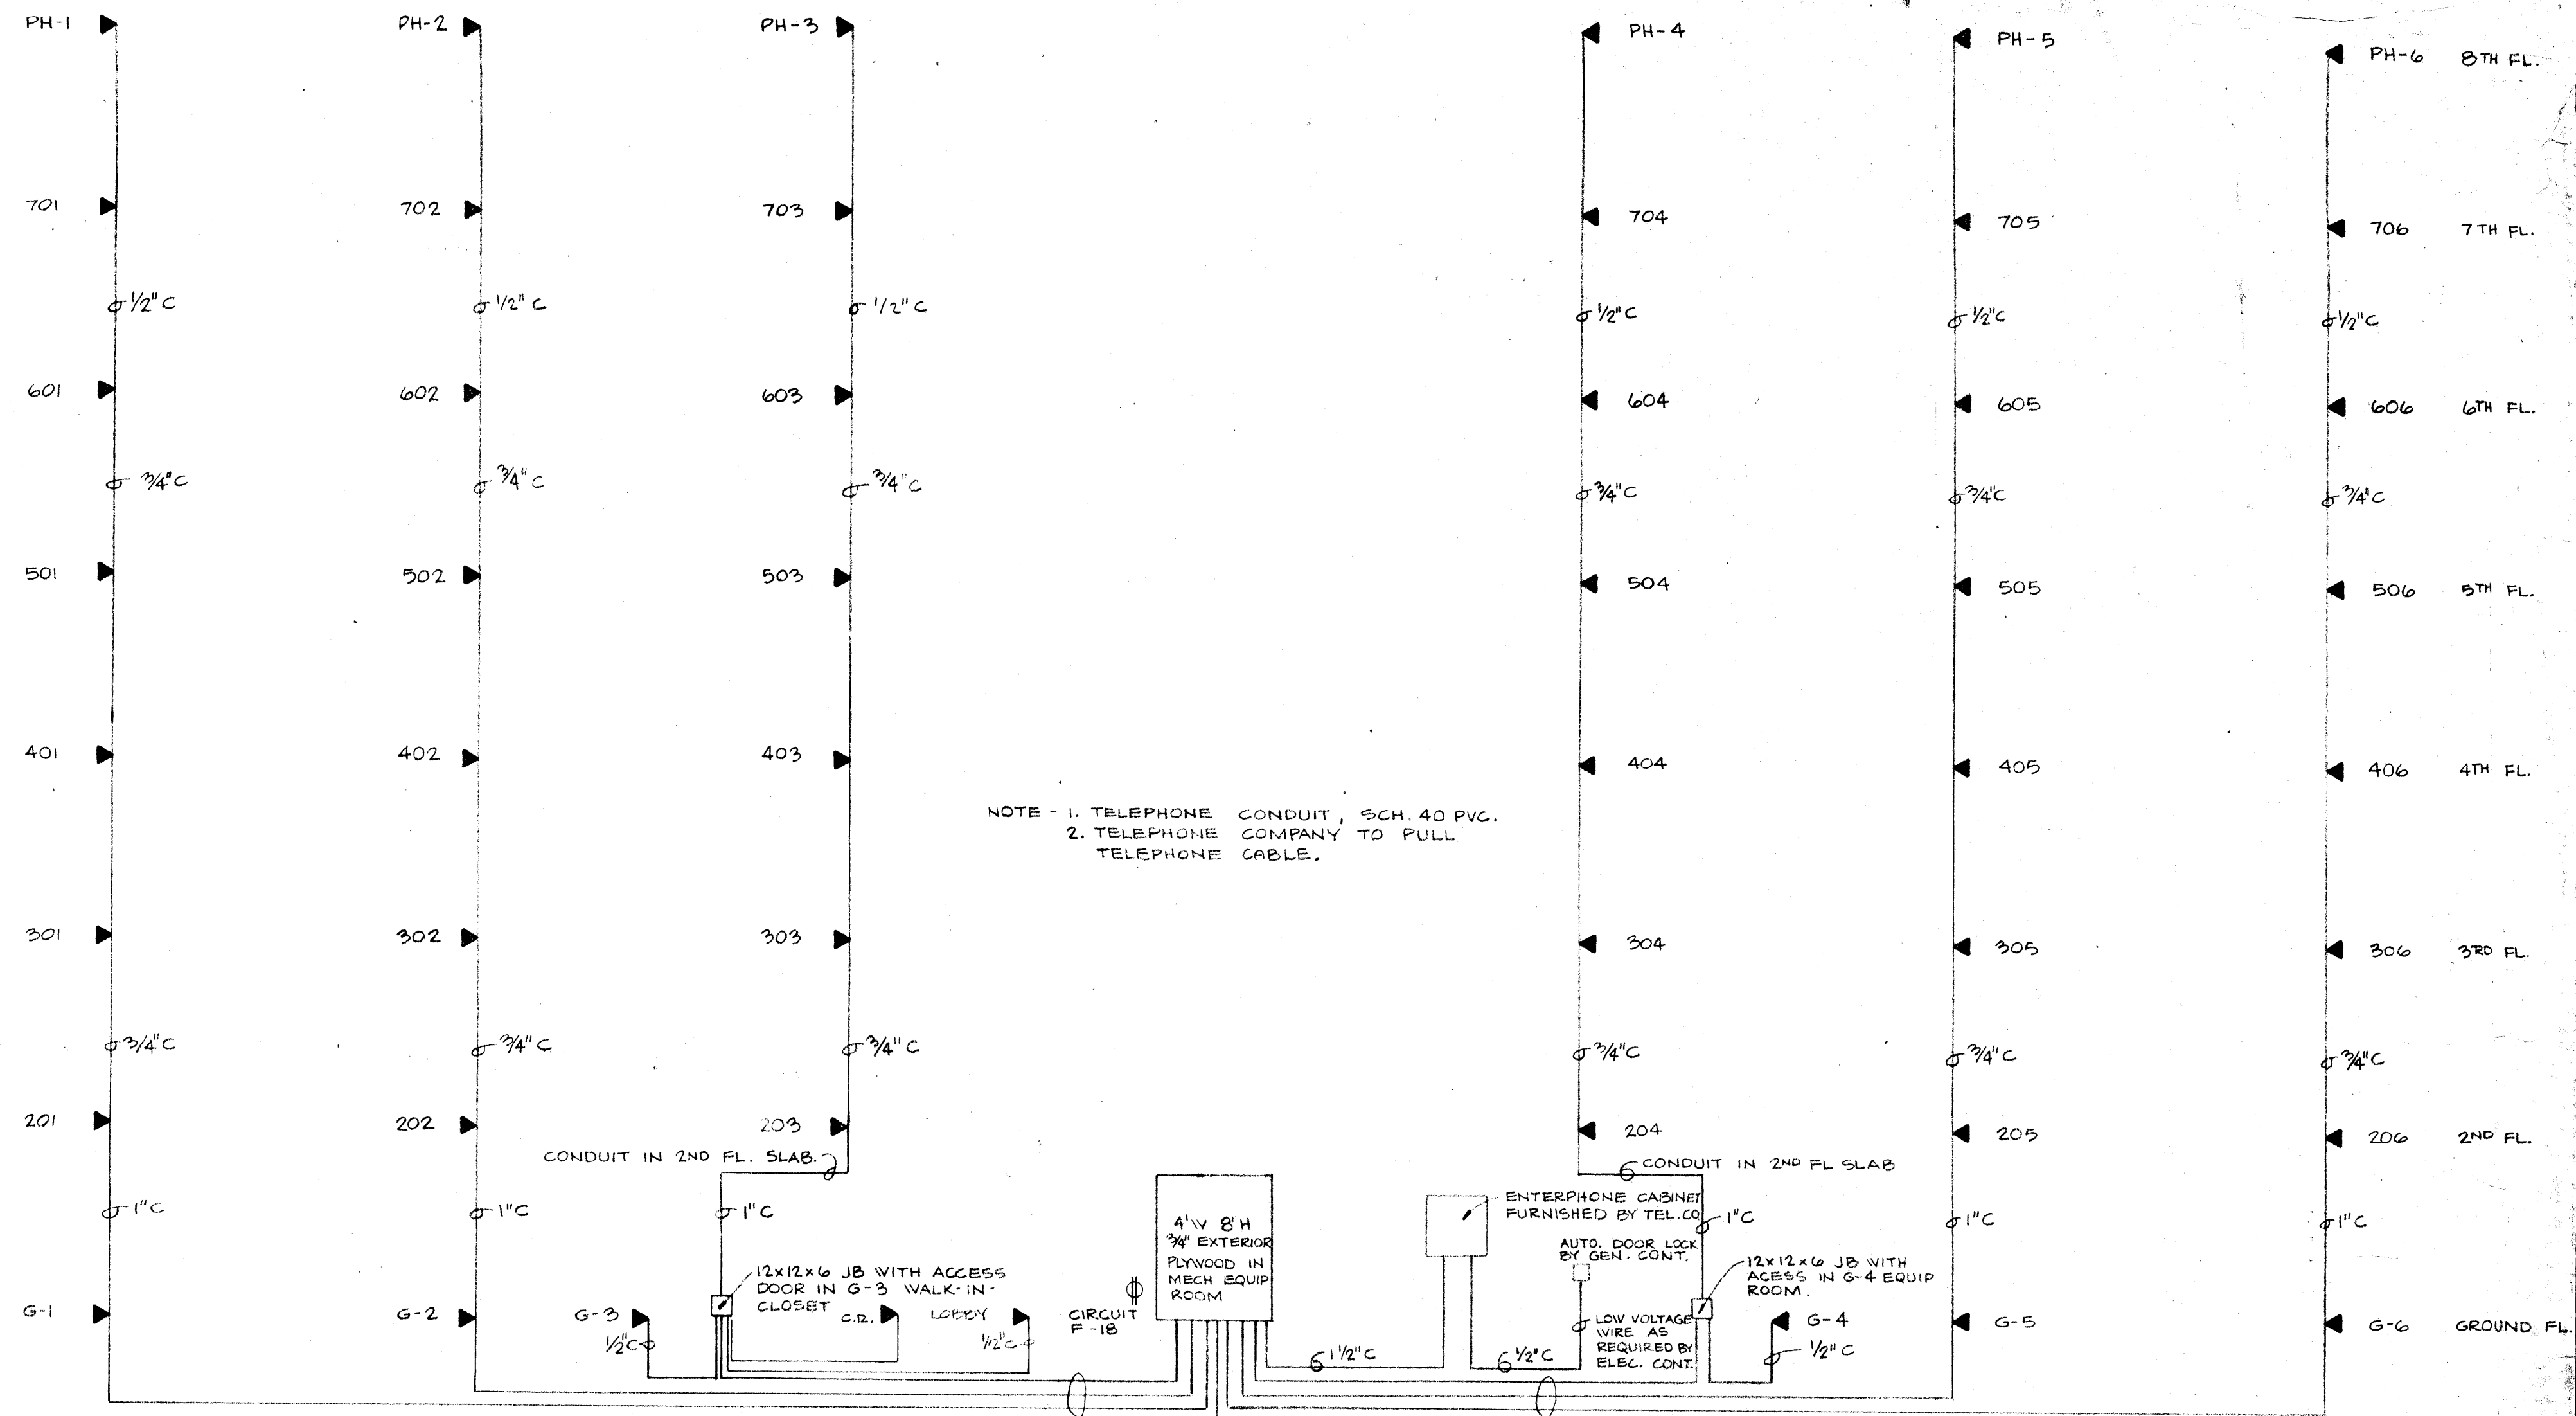 PH-1 PH-2 PH-3 PH-4 PH-5 PH-6 8TH FL.
701 702 703 704 705 706 7TH FL.
1/2" C 1/2" C 1/2" C 1/2" C 1/2" C 1/2" C
601 602 603 604 605 606 6TH FL.
3/4" C 3/4" C 3/4" C 3/4" C 3/4" C 3/4" C
501 502 503 504 505 506 5TH FL.
401 402 403 404 405 406 4TH FL.
NOTE - 1. TELEPHONE CONDUIT, SCH. 40 PVC.
2. TELEPHONE COMPANY TO PULL
TELEPHONE CABLE.
301 302 303 304 305 306 3RD FL.
3/4" C 3/4" C 3/4" C 3/4" C 3/4" C 3/4" C
201 202 203 204 205 206 2ND FL.
CONDUIT IN 2ND FL. SLAB.
CONDUIT IN 2ND FL SLAB
1" C 1" C 1" C 1" C 1" C 1" C
4'W 8'H
3/4" EXTERIOR
PLYWOOD IN
MECH EQUIP
ROOM
ENTERPHONE CABINET
FURNISHED BY TEL.CO.
AUTO. DOOR LOCK
BY GEN. CONT.
12x12x6 JB WITH ACCESS
DOOR IN G-3 WALK-IN-
CLOSET
12x12x6 JB WITH
ACESS IN G-4 EQUIP
ROOM.
G-1 G-2 G-3 C.R. LOBBY
CIRCUIT
F-18
LOW VOLTAGE
WIRE AS
REQUIRED BY
ELEC. CONT.
G-4 G-5 G-6 GROUND FL.
1/2" C 1/2" C 1 1/2" C 1/2" C 1/2" C